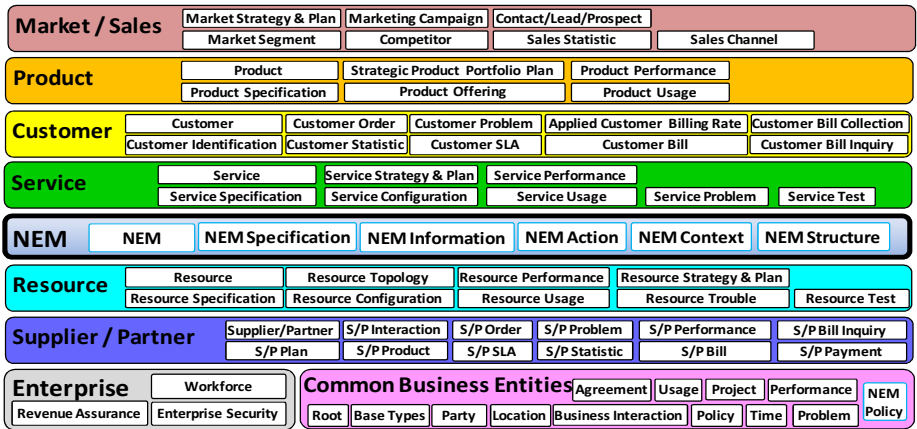 Market / Sales
Market Strategy & Plan Marketing Campaign Contact/Lead/Prospect
Market Segment Competitor Sales Statistic Sales Channel
Product
Product Strategic Product Portfolio Plan Product Performance
Product Specification Product Offering Product Usage
Customer
Customer Customer Order Customer Problem Applied Customer Billing Rate Customer Bill Collection
Customer Identification Customer Statistic Customer SLA Customer Bill Customer Bill Inquiry
Service
Service Service Strategy & Plan Service Performance
Service Specification Service Configuration Service Usage Service Problem Service Test
NEM NEM NEM Specification NEM Information NEM Action NEM Context NEM Structure
Resource
Resource Resource Topology Resource Performance Resource Strategy & Plan
Resource Specification Resource Configuration Resource Usage Resource Trouble Resource Test
Supplier / Partner
Supplier/Partner S/P Interaction S/P Order S/P Problem S/P Performance S/P Bill Inquiry
S/P Plan S/P Product S/P SLA S/P Statistic S/P Bill S/P Payment
Enterprise Workforce
Revenue Assurance Enterprise Security
Common Business Entities Agreement Usage Project Performance
Root Base Types Party Location Business Interaction Policy Time Problem
NEM
Policy